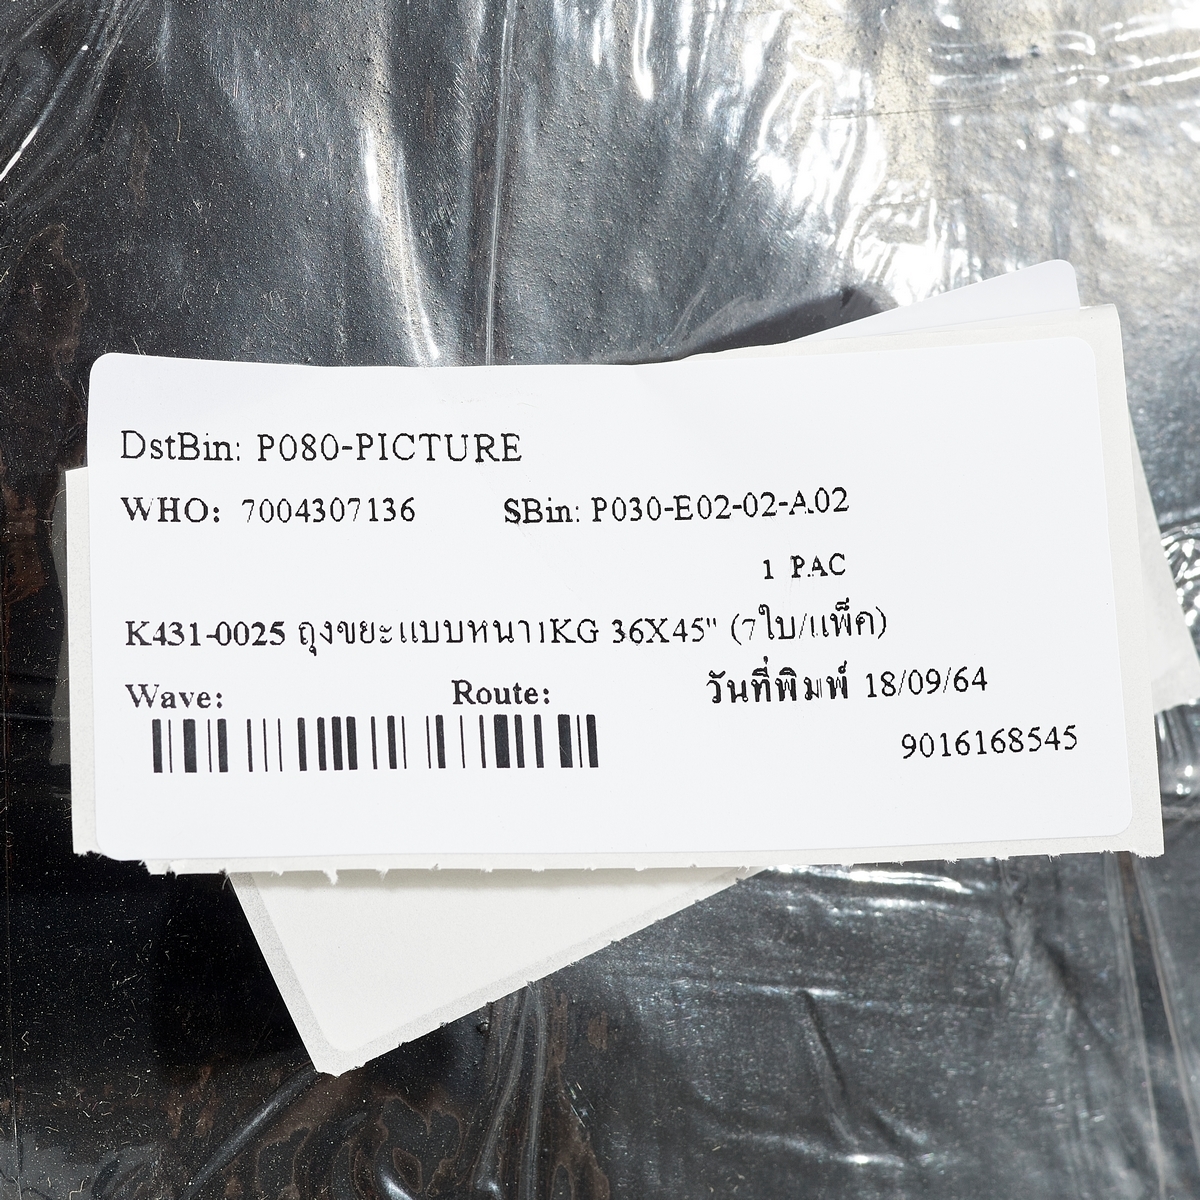 DstBin: P080-PICTURE
WHO: 7004307136 SBin: P030-E02-02-A02
1 PAC
K431-0025 ถุงขยะแบบหนา1KG 36X45" (7ใบ/แพ็ค)
Wave: Route: วันที่พิมพ์ 18/09/64
9016168545